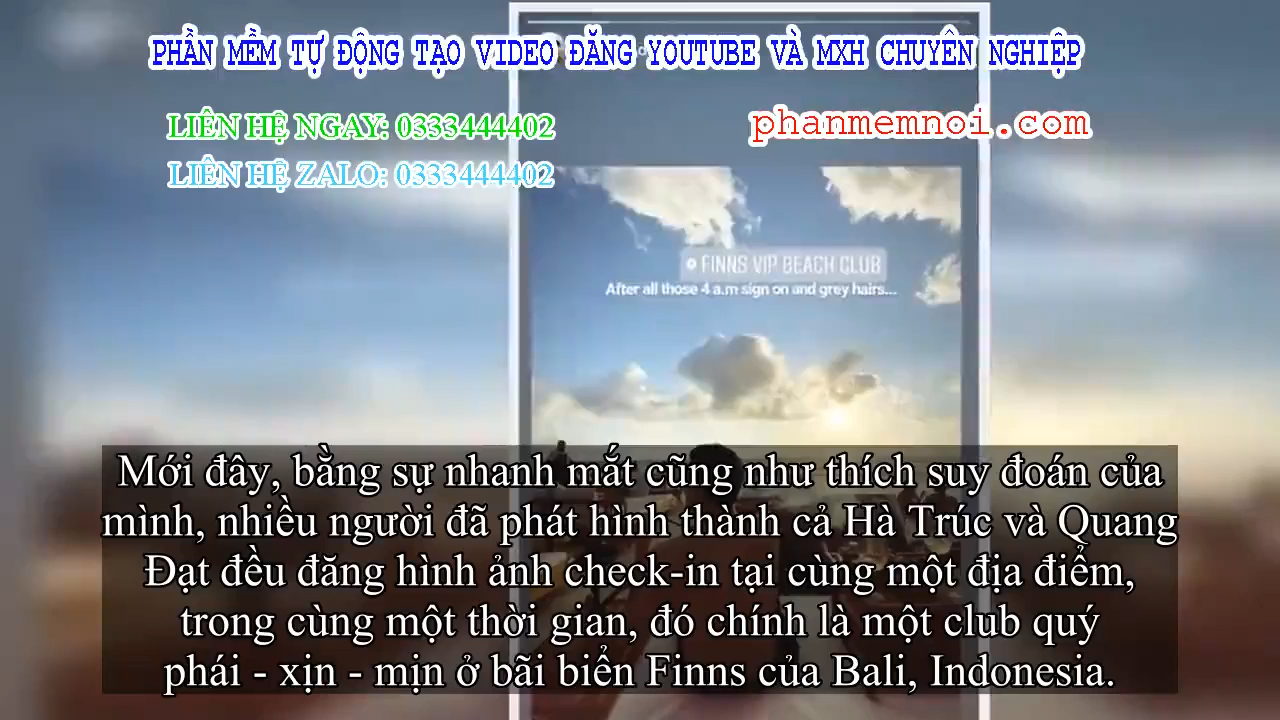 PHẦN MỀM TỰ ĐỘNG TẠO VIDEO ĐĂNG YOUTUBE VÀ MXH CHUYÊN NGHIỆP
LIÊN HỆ NGAY: 0333444402
phanmemnoi.com
LIÊN HỆ ZALO: 0333444402
FINNS VIP BEACH CLUB
After all those 4 a.m sign on and grey hairs...
Mới đây, bằng sự nhanh mắt cũng như thích suy đoán của
mình, nhiều người đã phát hình thành cả Hà Trúc và Quang
Đạt đều đăng hình ảnh check-in tại cùng một địa điểm,
trong cùng một thời gian, đó chính là một club quý
phái - xịn - mịn ở bãi biển Finns của Bali, Indonesia.